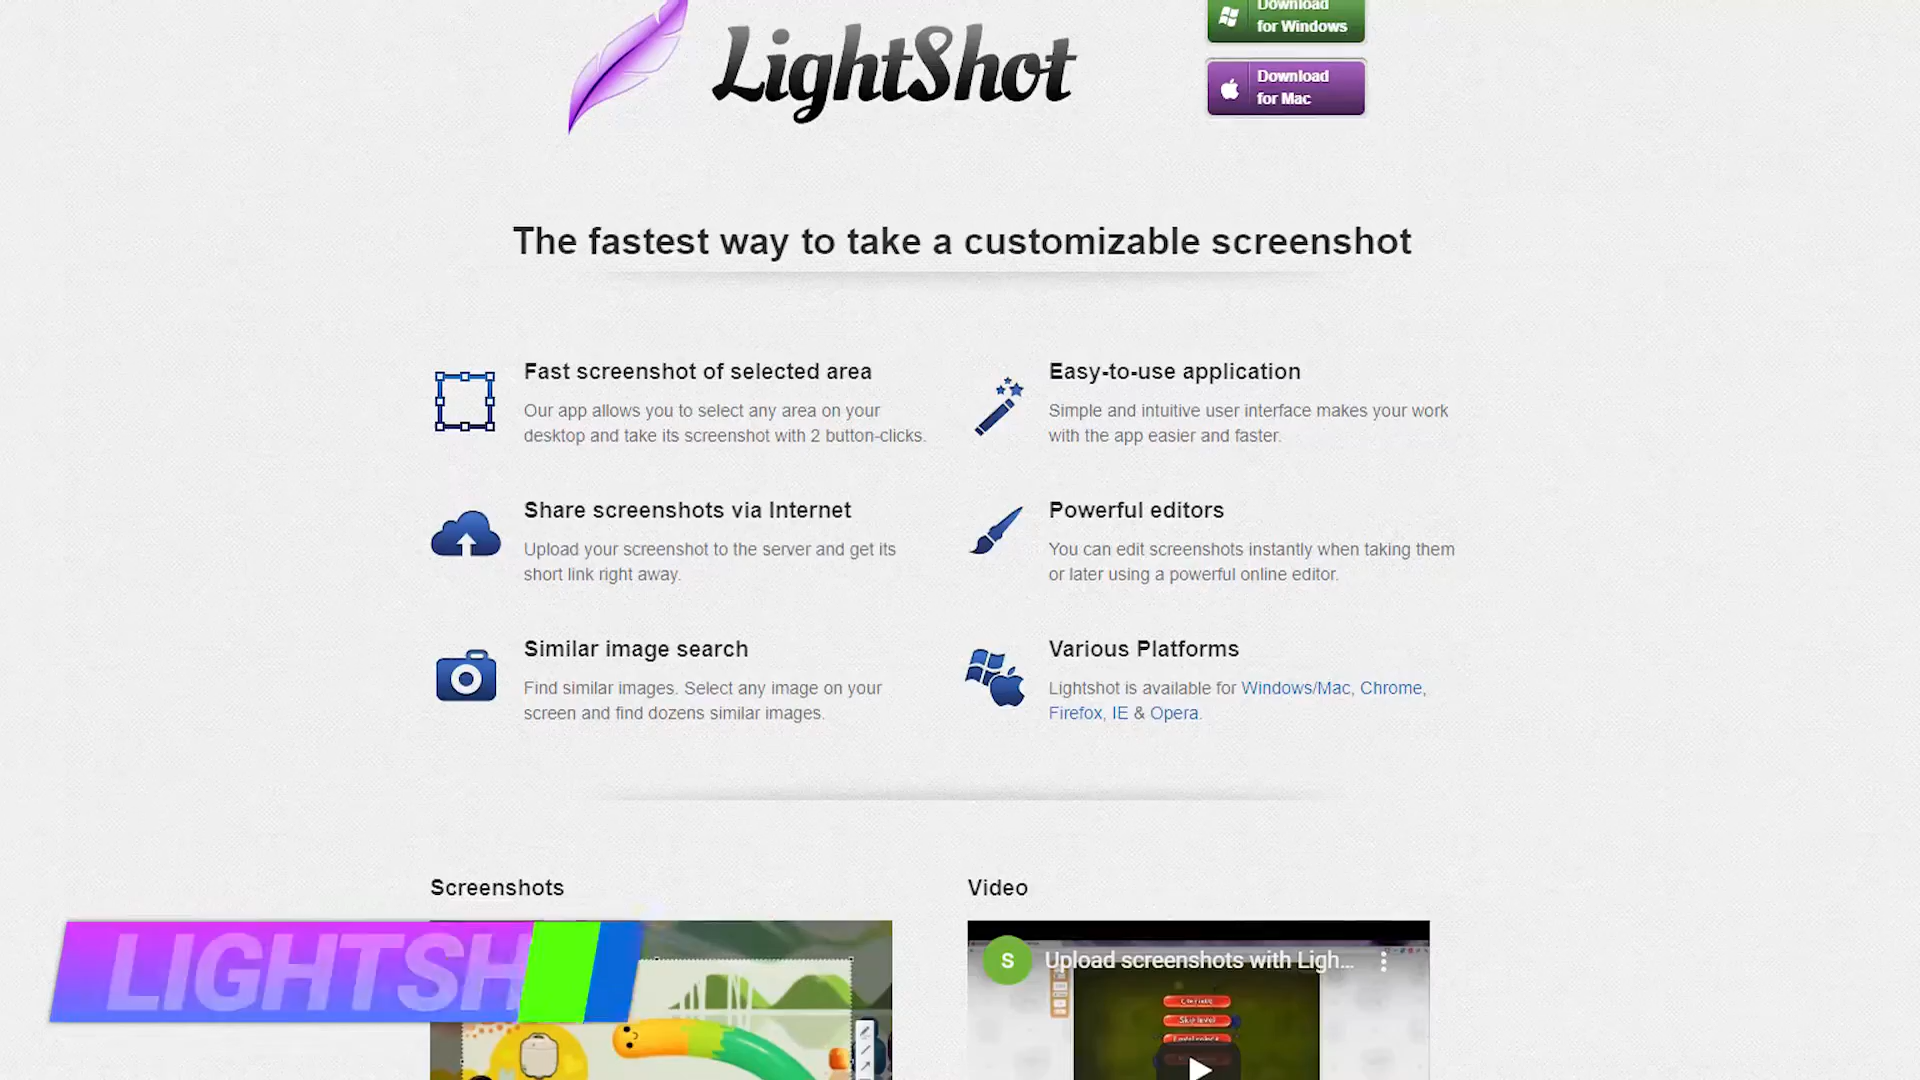 LightShot
Download
for Windows
Download
for Mac
The fastest way to take a customizable screenshot
Fast screenshot of selected area
Our app allows you to select any area on your
desktop and take its screenshot with 2 button-clicks.
Easy-to-use application
Simple and intuitive user interface makes your work
with the app easier and faster.
Share screenshots via Internet
Upload your screenshot to the server and get its
short link right away.
Powerful editors
You can edit screenshots instantly when taking them
or later using a powerful online editor.
Similar image search
Find similar images. Select any image on your
screen and find dozens similar images.
Various Platforms
Lightshot is available for Windows/Mac, Chrome,
Firefox, IE & Opera.
Screenshots
Video
LIGHTSH
S
Upload screenshots with Ligh...